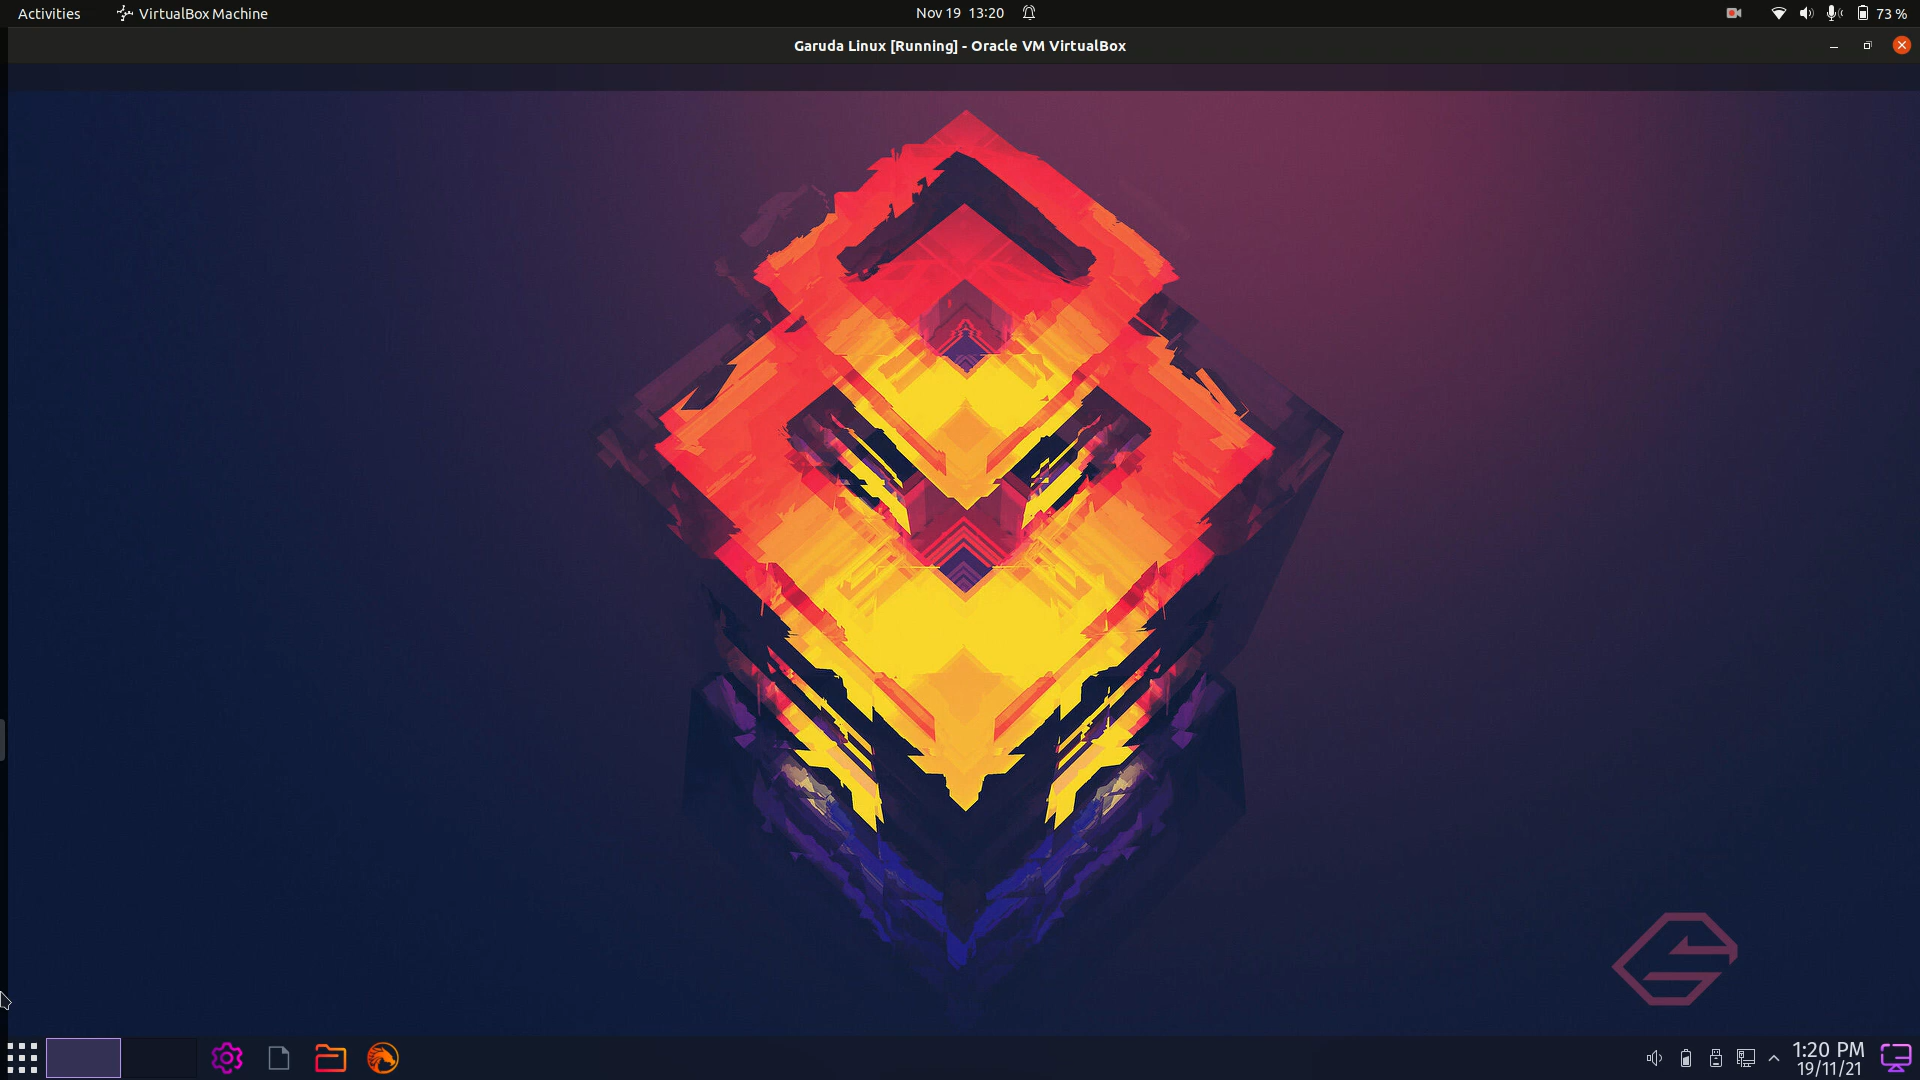 Activities
VirtualBox Machine
Nov 19 13:20
73 %
Garuda Linux [Running] - Oracle VM VirtualBox
1:20 PM
19/11/21